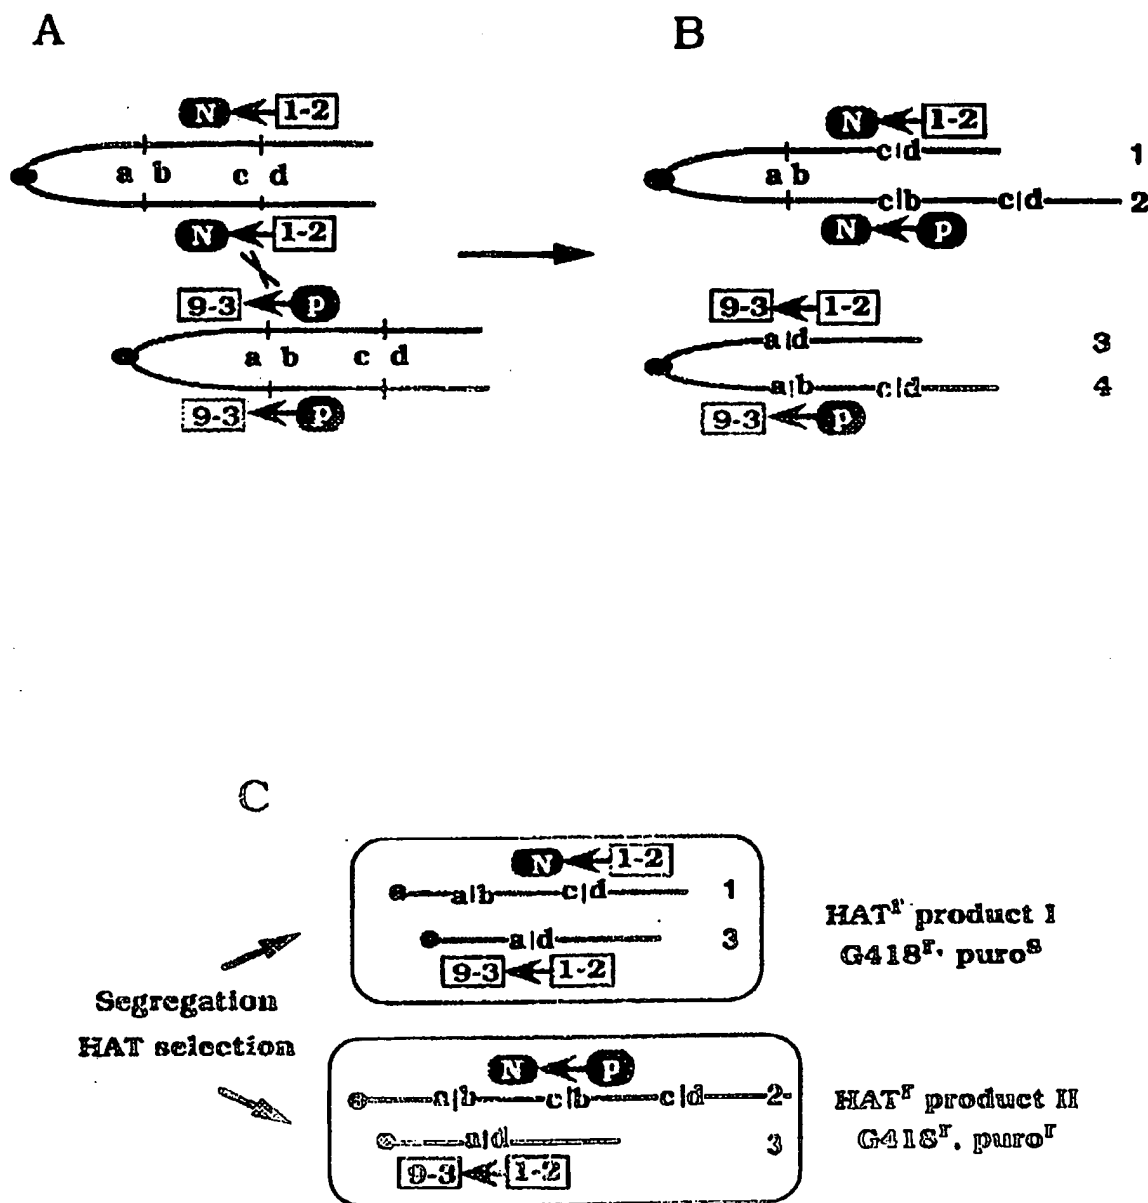 A
B
N 1-2
a b c d
N 1-2
9-3 P
a b c d
9-3 P
N 1-2
c|d 1
a b
c|b c|d 2
N P
9-3 1-2
a|d 3
a|b c|d 4
9-3 P
C
N 1-2
a|b c|d 1
a|d 3
9-3 1-2
HATr product I
G418r, puros
Segregation
HAT selection
N P
a|b c|b c|d 2
a|d 3
9-3 1-2
HATr product II
G418r, puror